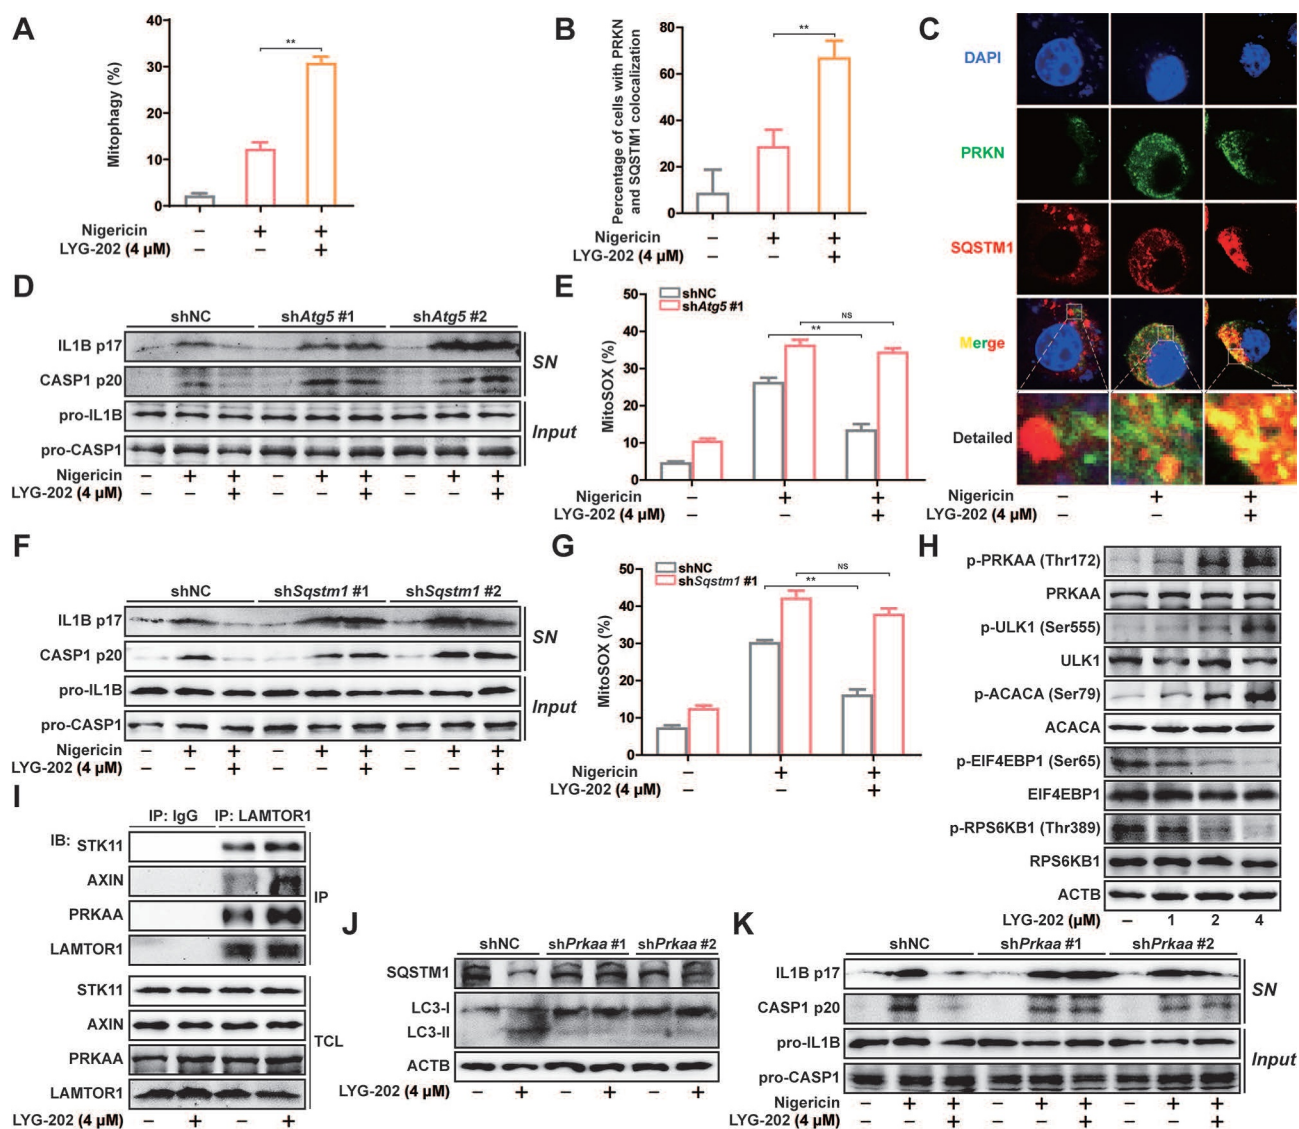 A
Mitophagy (%)
40
30
20
10
0
**
Nigericin – + +
LYG-202 (4 μM) – – +
B
Percentage of cells with PRKN
and SQSTM1 colocalization
80
60
40
20
0
**
Nigericin – + +
LYG-202 (4 μM) – – +
C
DAPI
PRKN
SQSTM1
Merge
Detailed
Nigericin – + +
LYG-202 (4 μM) – – +
D
shNC shAtg5 #1 shAtg5 #2
IL1B p17
CASP1 p20
SN
pro-IL1B
pro-CASP1
Input
Nigericin – + + – + + – + +
LYG-202 (4 μM) – – + – – + – – +
E
shNC
shAtg5 #1
MitoSOX (%)
50
40
30
20
10
0
**
NS
Nigericin – + +
LYG-202 (4 μM) – – +
F
shNC shSqstm1 #1 shSqstm1 #2
IL1B p17
CASP1 p20
SN
pro-IL1B
pro-CASP1
Input
Nigericin – + + – + + – + +
LYG-202 (4 μM) – – + – – + – – +
G
shNC
shSqstm1 #1
MitoSOX (%)
50
40
30
20
10
0
**
NS
Nigericin – + +
LYG-202 (4 μM) – – +
H
p-PRKAA (Thr172)
PRKAA
p-ULK1 (Ser555)
ULK1
p-ACACA (Ser79)
ACACA
p-EIF4EBP1 (Ser65)
EIF4EBP1
p-RPS6KB1 (Thr389)
RPS6KB1
ACTB
LYG-202 (μM) – 1 2 4
I
IP: IgG IP: LAMTOR1
IB: STK11
AXIN
PRKAA
LAMTOR1
IP
STK11
AXIN
PRKAA
LAMTOR1
TCL
LYG-202 (4 μM) – + – +
J
shNC shPrkaa #1 shPrkaa #2
SQSTM1
LC3-I
LC3-II
ACTB
LYG-202 (4 μM) – + – + – +
K
shNC shPrkaa #1 shPrkaa #2
IL1B p17
CASP1 p20
SN
pro-IL1B
pro-CASP1
Input
Nigericin – + + – + + – + +
LYG-202 (4 μM) – – + – – + – – +